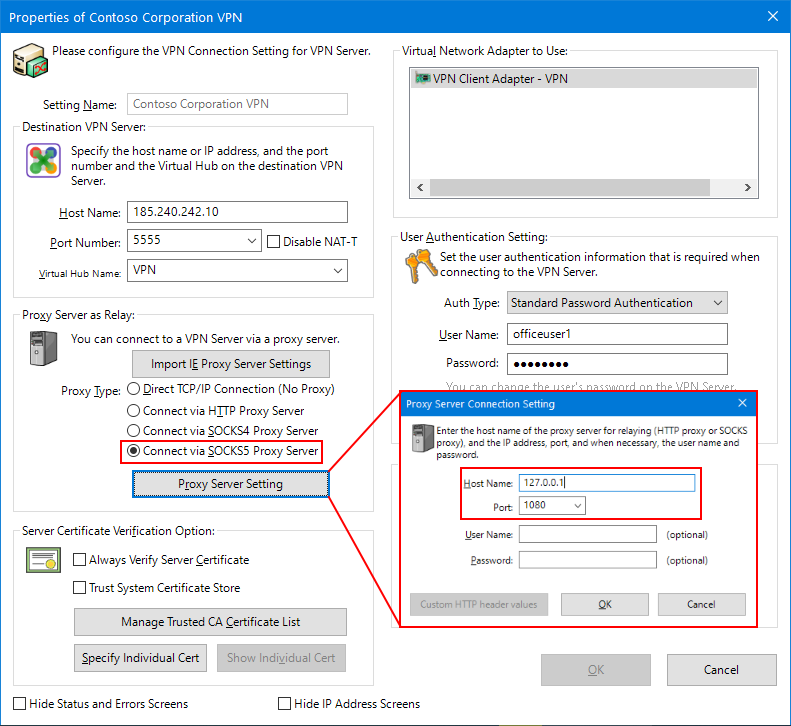 Properties of Contoso Corporation VPN
Please configure the VPN Connection Setting for VPN Server.
Setting Name: Contoso Corporation VPN
Destination VPN Server:
Specify the host name or IP address, and the port
number and the Virtual Hub on the destination VPN
Server.
Host Name: 185.240.242.10
Port Number: 5555 Disable NAT-T
Virtual Hub Name: VPN
Proxy Server as Relay:
You can connect to a VPN Server via a proxy server.
Import IE Proxy Server Settings
Proxy Type: Direct TCP/IP Connection (No Proxy)
Connect via HTTP Proxy Server
Connect via SOCKS4 Proxy Server
Connect via SOCKS5 Proxy Server
Proxy Server Setting
Server Certificate Verification Option:
Always Verify Server Certificate
Trust System Certificate Store
Manage Trusted CA Certificate List
Specify Individual Cert Show Individual Cert
Hide Status and Errors Screens
Hide IP Address Screens
Virtual Network Adapter to Use:
VPN Client Adapter - VPN
User Authentication Setting:
Set the user authentication information that is required when
connecting to the VPN Server.
Auth Type: Standard Password Authentication
User Name: officeuser1
Password: ●●●●●●●●
You can change the user's password on the VPN Server.
Proxy Server Connection Setting
Enter the host name of the proxy server for relaying (HTTP proxy or SOCKS
proxy), and the IP address, port, and when necessary, the user name and
password.
Host Name: 127.0.0.1
Port: 1080
User Name: (optional)
Password: (optional)
Custom HTTP header values OK Cancel
OK Cancel